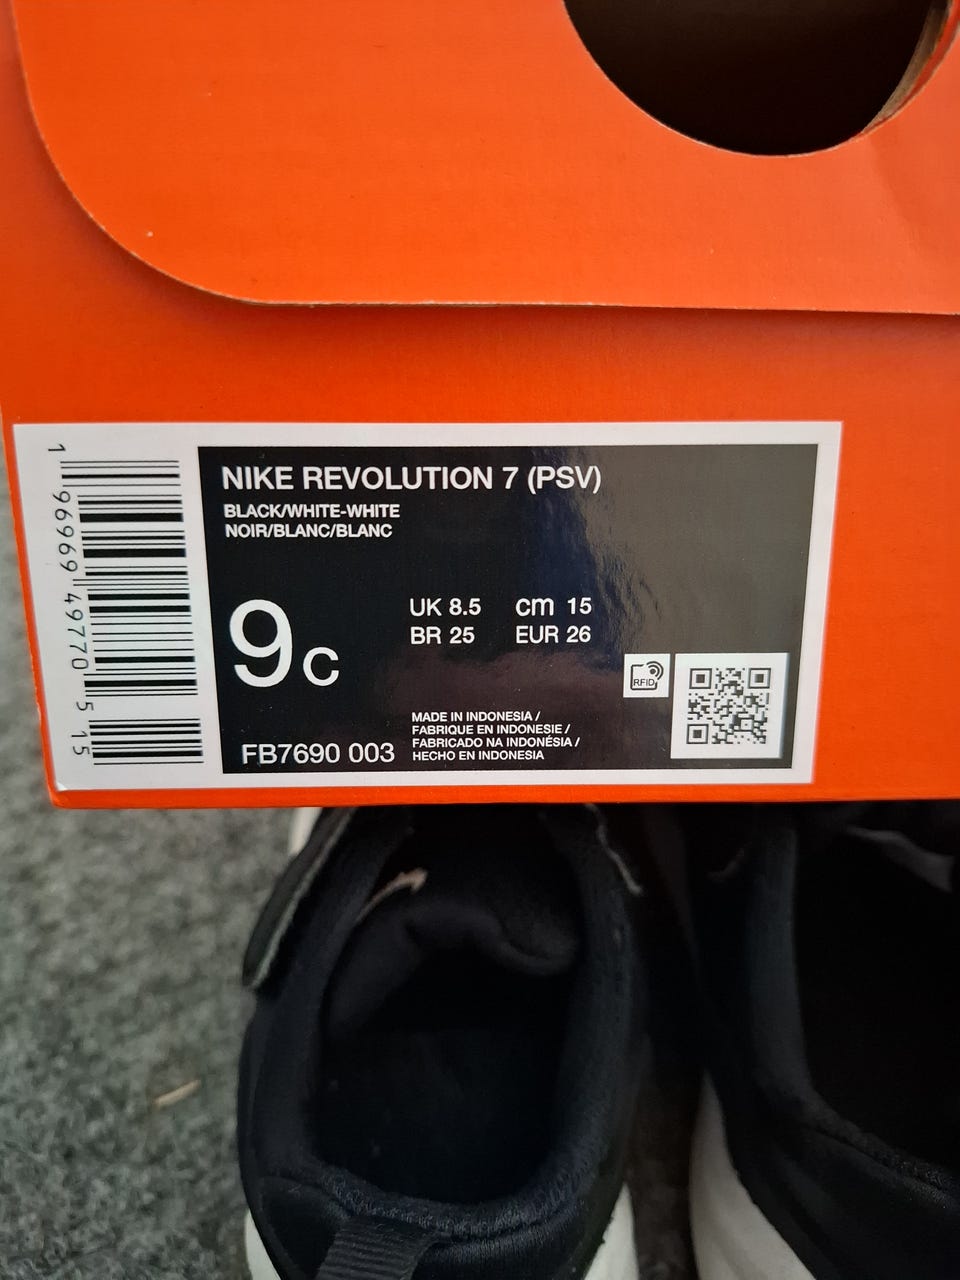 NIKE REVOLUTION 7 (PSV)
BLACK/WHITE-WHITE
NOIR/BLANC/BLANC
9c
UK 8.5 cm 15
BR 25 EUR 26
RFID
FB7690 003
MADE IN INDONESIA /
FABRIQUE EN INDONESIE /
FABRICADO NA INDONÉSIA /
HECHO EN INDONESIA
1 96969 49770 5 15